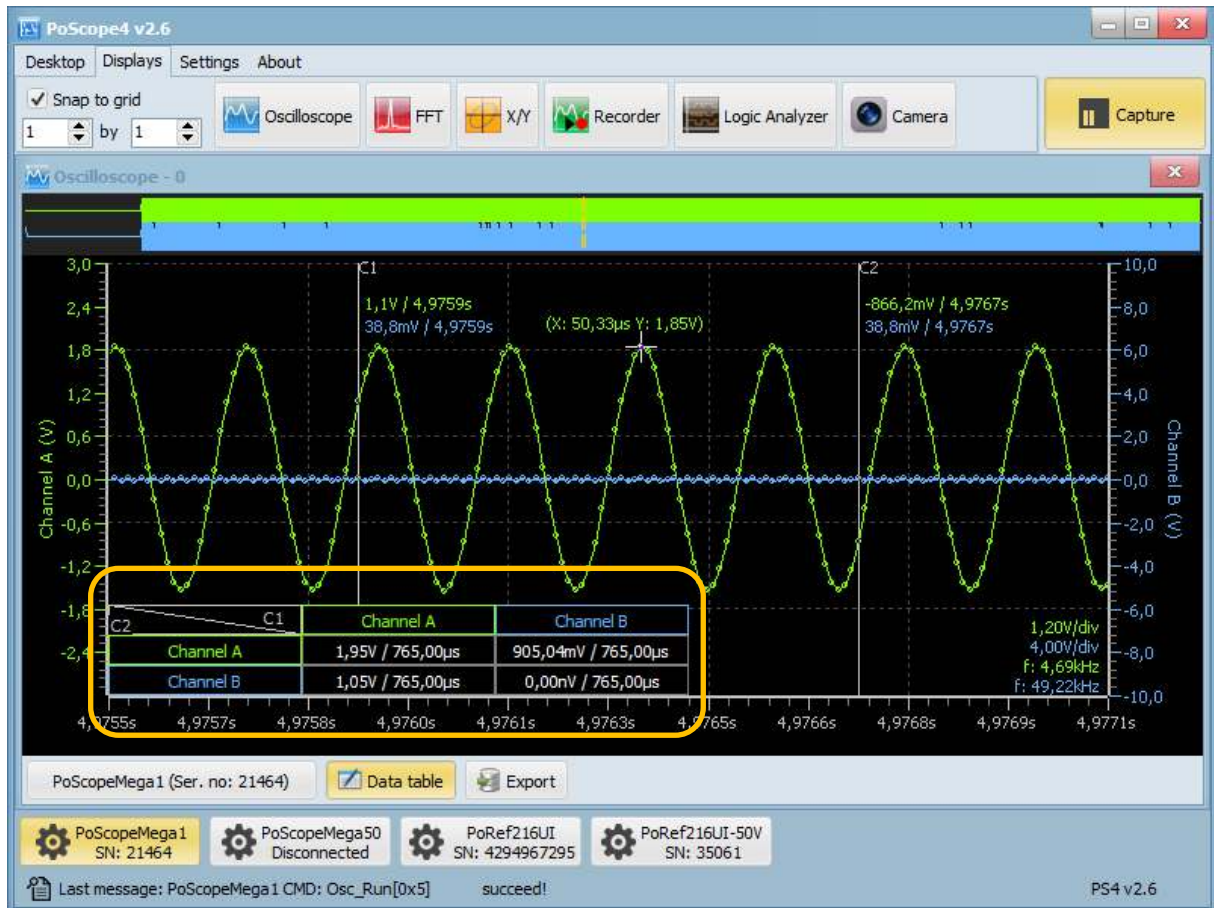 PoScope4 v2.6
Desktop Displays Settings About
Snap to grid
1 by 1
Oscilloscope
FFT
X/Y
Recorder
Logic Analyzer
Camera
Capture
Oscilloscope - 0
3,0
2,4
1,8
1,2
0,6
0,0
-0,6
-1,2
-1,8
-2,4
Channel A (V)
C1
1,1V / 4,9759s
38,8mV / 4,9759s
(X: 50,33µs Y: 1,85V)
C2
-866,2mV / 4,9767s
38,8mV / 4,9767s
10,0
8,0
6,0
4,0
2,0
0,0
-2,0
-4,0
-6,0
-8,0
-10,0
Channel B (V)
C2 C1 Channel A Channel B
Channel A 1,95V / 765,00µs 905,04mV / 765,00µs
Channel B 1,05V / 765,00µs 0,00nV / 765,00µs
1,20V/div
4,00V/div
f: 4,69kHz
f: 49,22kHz
4,9755s 4,9757s 4,9758s 4,9760s 4,9761s 4,9763s 4,9765s 4,9766s 4,9768s 4,9769s 4,9771s
PoScopeMega1 (Ser. no: 21464)
Data table
Export
PoScopeMega1
SN: 21464
PoScopeMega50
Disconnected
PoRef216UI
SN: 4294967295
PoRef216UI-50V
SN: 35061
Last message: PoScopeMega1 CMD: Osc_Run[0x5] succeed!
PS4 v2.6